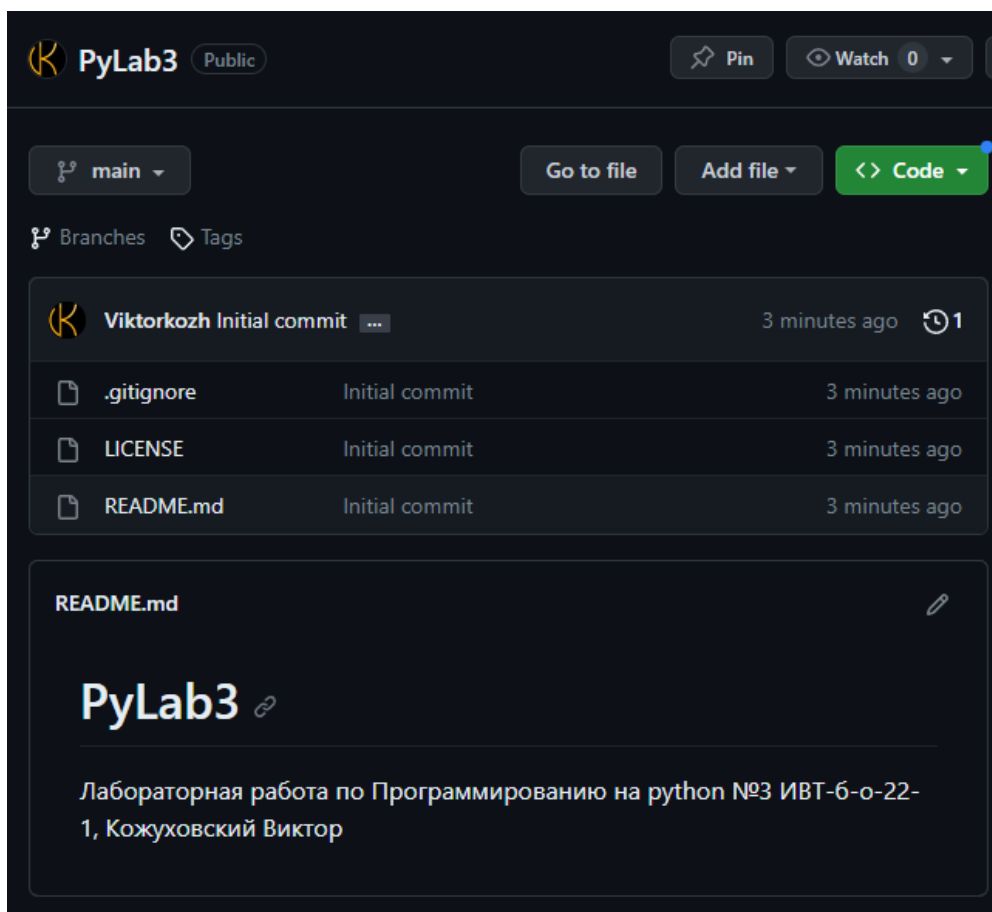 PyLab3 Public Pin Watch 0
main Go to file Add file <> Code
Branches Tags
Viktorkozh Initial commit ... 3 minutes ago 1
.gitignore Initial commit 3 minutes ago
LICENSE Initial commit 3 minutes ago
README.md Initial commit 3 minutes ago
README.md
PyLab3
Лабораторная работа по Программированию на python №3 ИВТ-б-о-22-
1, Кожуховский Виктор